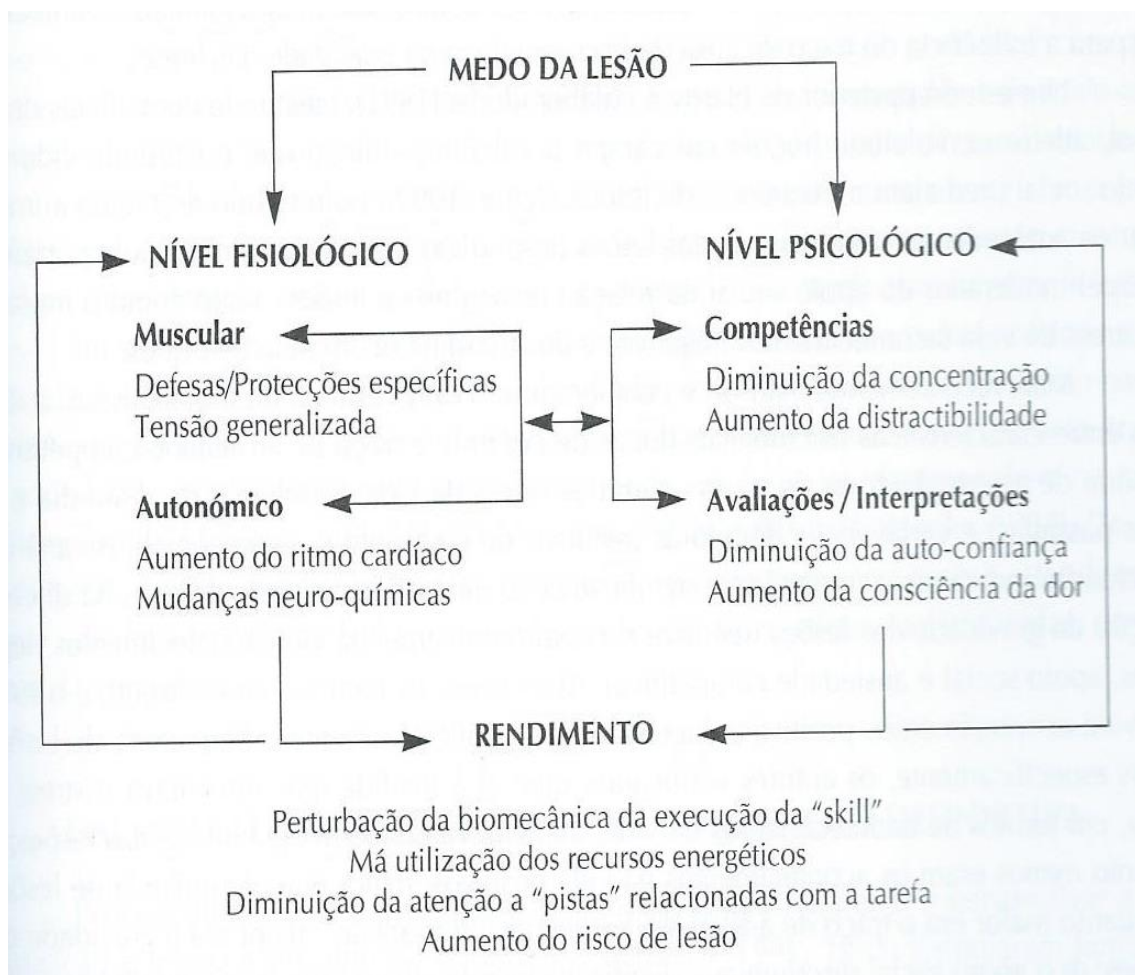 MEDO DA LESÃO
NÍVEL FISIOLÓGICO
Muscular
Defesas/Protecções específicas
Tensão generalizada
Autonómico
Aumento do ritmo cardíaco
Mudanças neuro-químicas
NÍVEL PSICOLÓGICO
Competências
Diminuição da concentração
Aumento da distractibilidade
Avaliações / Interpretações
Diminuição da auto-confiança
Aumento da consciência da dor
RENDIMENTO
Perturbação da biomecânica da execução da “skill”
Má utilização dos recursos energéticos
Diminuição da atenção a “pistas” relacionadas com a tarefa
Aumento do risco de lesão